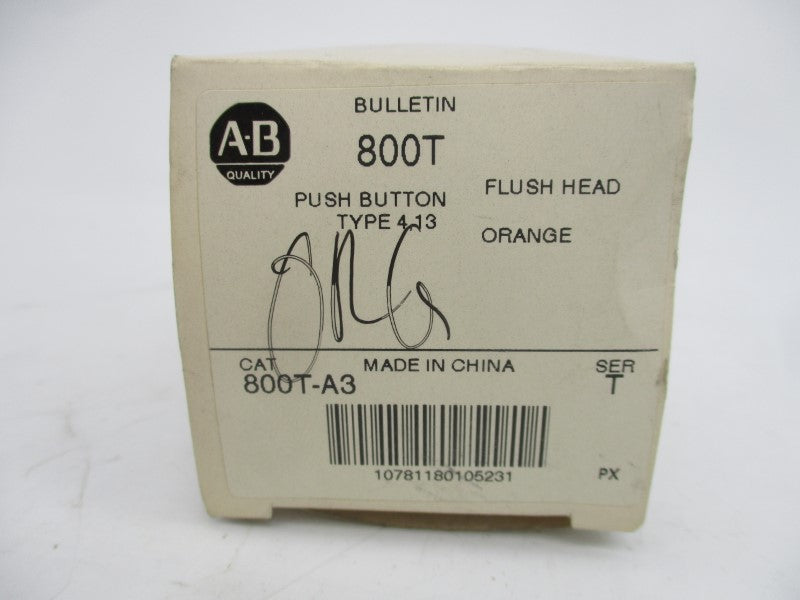 A-B
QUALITY
BULLETIN
800T
PUSH BUTTON
TYPE 4,13
FLUSH HEAD
ORANGE
ORG
CAT
800T-A3
MADE IN CHINA
SER
T
10781180105231
PX